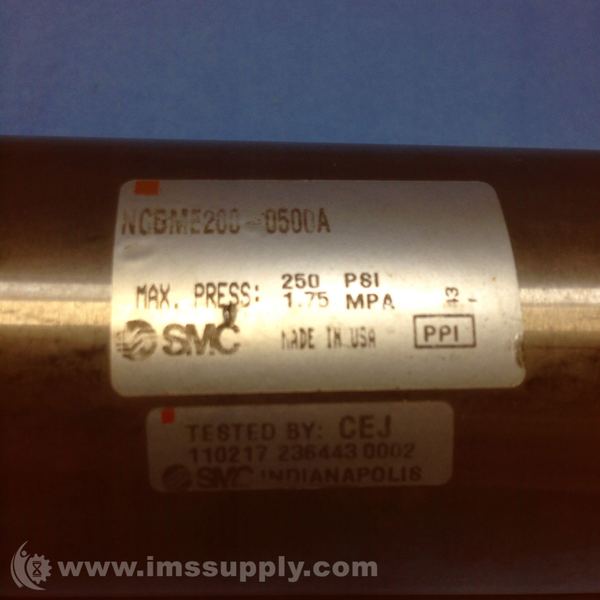 NCBME200-0500A
MAX. PRESS: 250 PSI
1.75 MPA
43
SMC MADE IN USA PPI
TESTED BY: CEJ
110217 236443 0002
SMC INDIANAPOLIS
www.imssupply.com